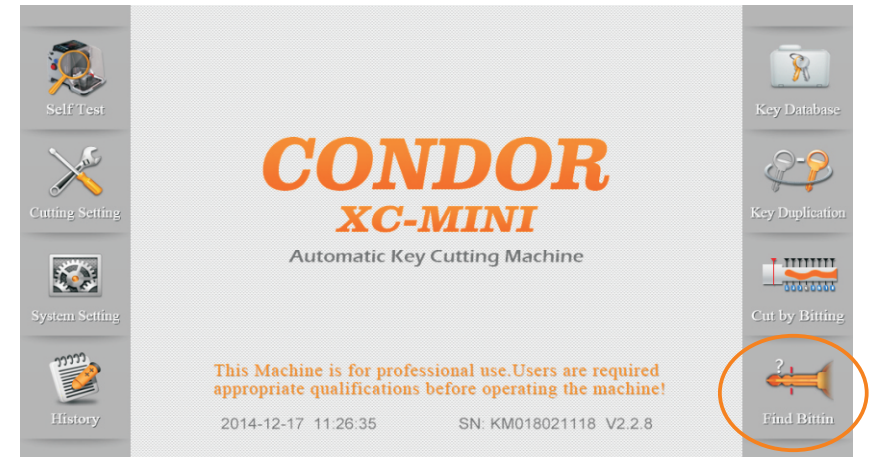 Self Test
Cutting Setting
System Setting
History
CONDOR
XC-MINI
Automatic Key Cutting Machine
This Machine is for professional use.Users are required
appropriate qualifications before operating the machine!
2014-12-17 11:26:35 SN: KM018021118 V2.2.8
Key Database
Key Duplication
Cut by Bitting
?
Find Bittin